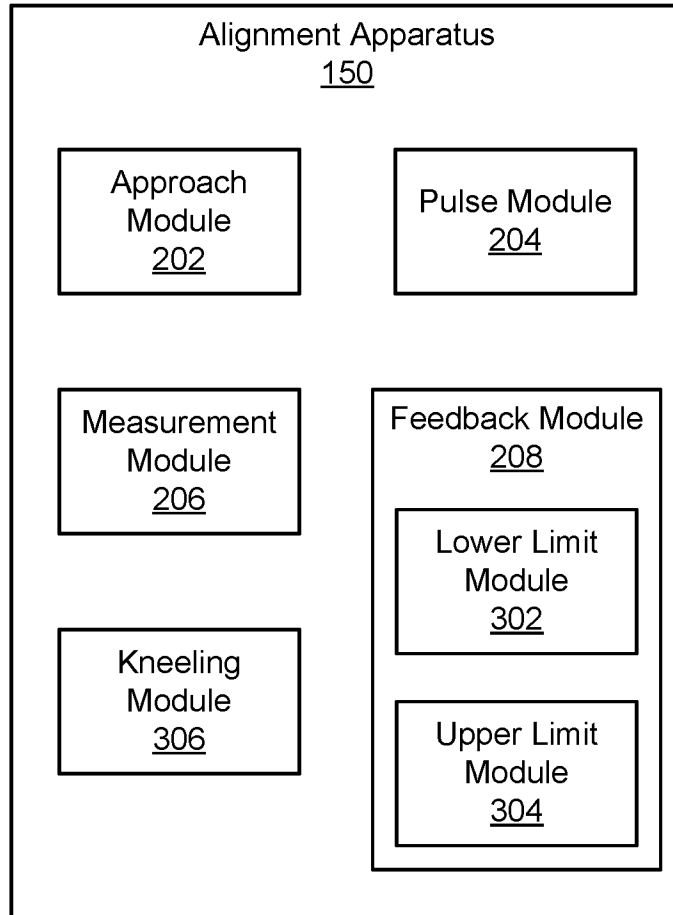 Alignment Apparatus
150
Approach
Module
202
Pulse Module
204
Measurement
Module
206
Feedback Module
208
Lower Limit
Module
302
Kneeling
Module
306
Upper Limit
Module
304